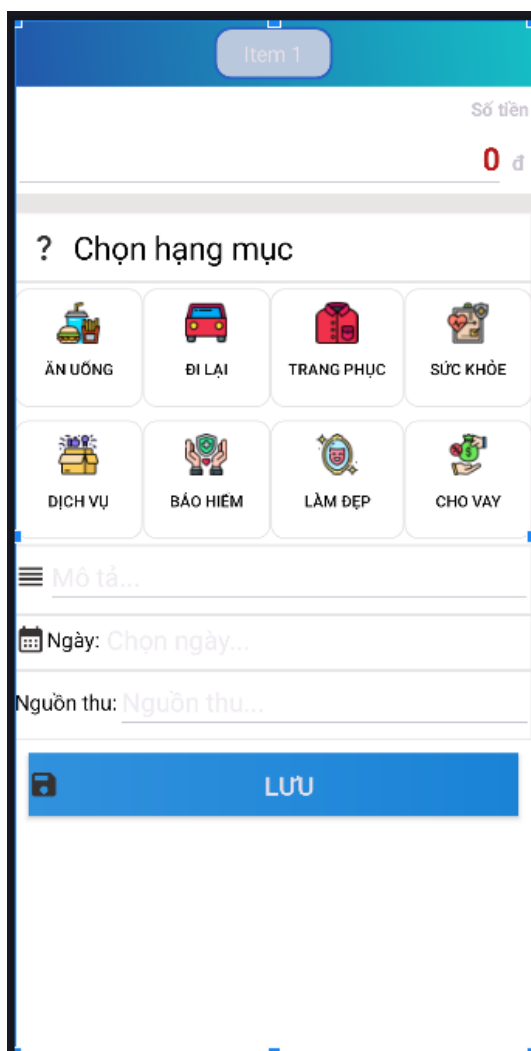 Item 1
Số tiền
0 đ
? Chọn hạng mục
ĂN UỐNG ĐI LẠI TRANG PHỤC SỨC KHỎE
DỊCH VỤ BẢO HIỂM LÀM ĐẸP CHO VAY
Mô tả...
Ngày: Chọn ngày...
Nguồn thu: Nguồn thu...
LƯU